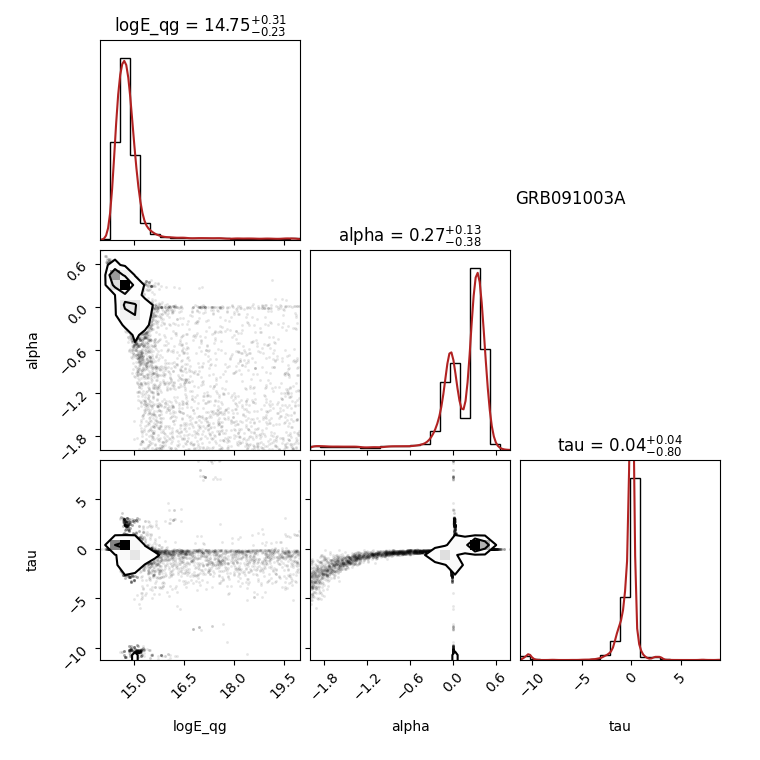 logE_qg = 14.75+0.31 −0.23
GRB091003A
alpha = 0.27+0.13 −0.38
0.6
0.0
−0.6
−1.2
−1.8
alpha
tau = 0.04+0.04 −0.80
5
0
−5
−10
tau
15.0 16.5 18.0 19.5
−1.8 −1.2 −0.6 0.0 0.6
−10 −5 0 5
logE_qg alpha tau